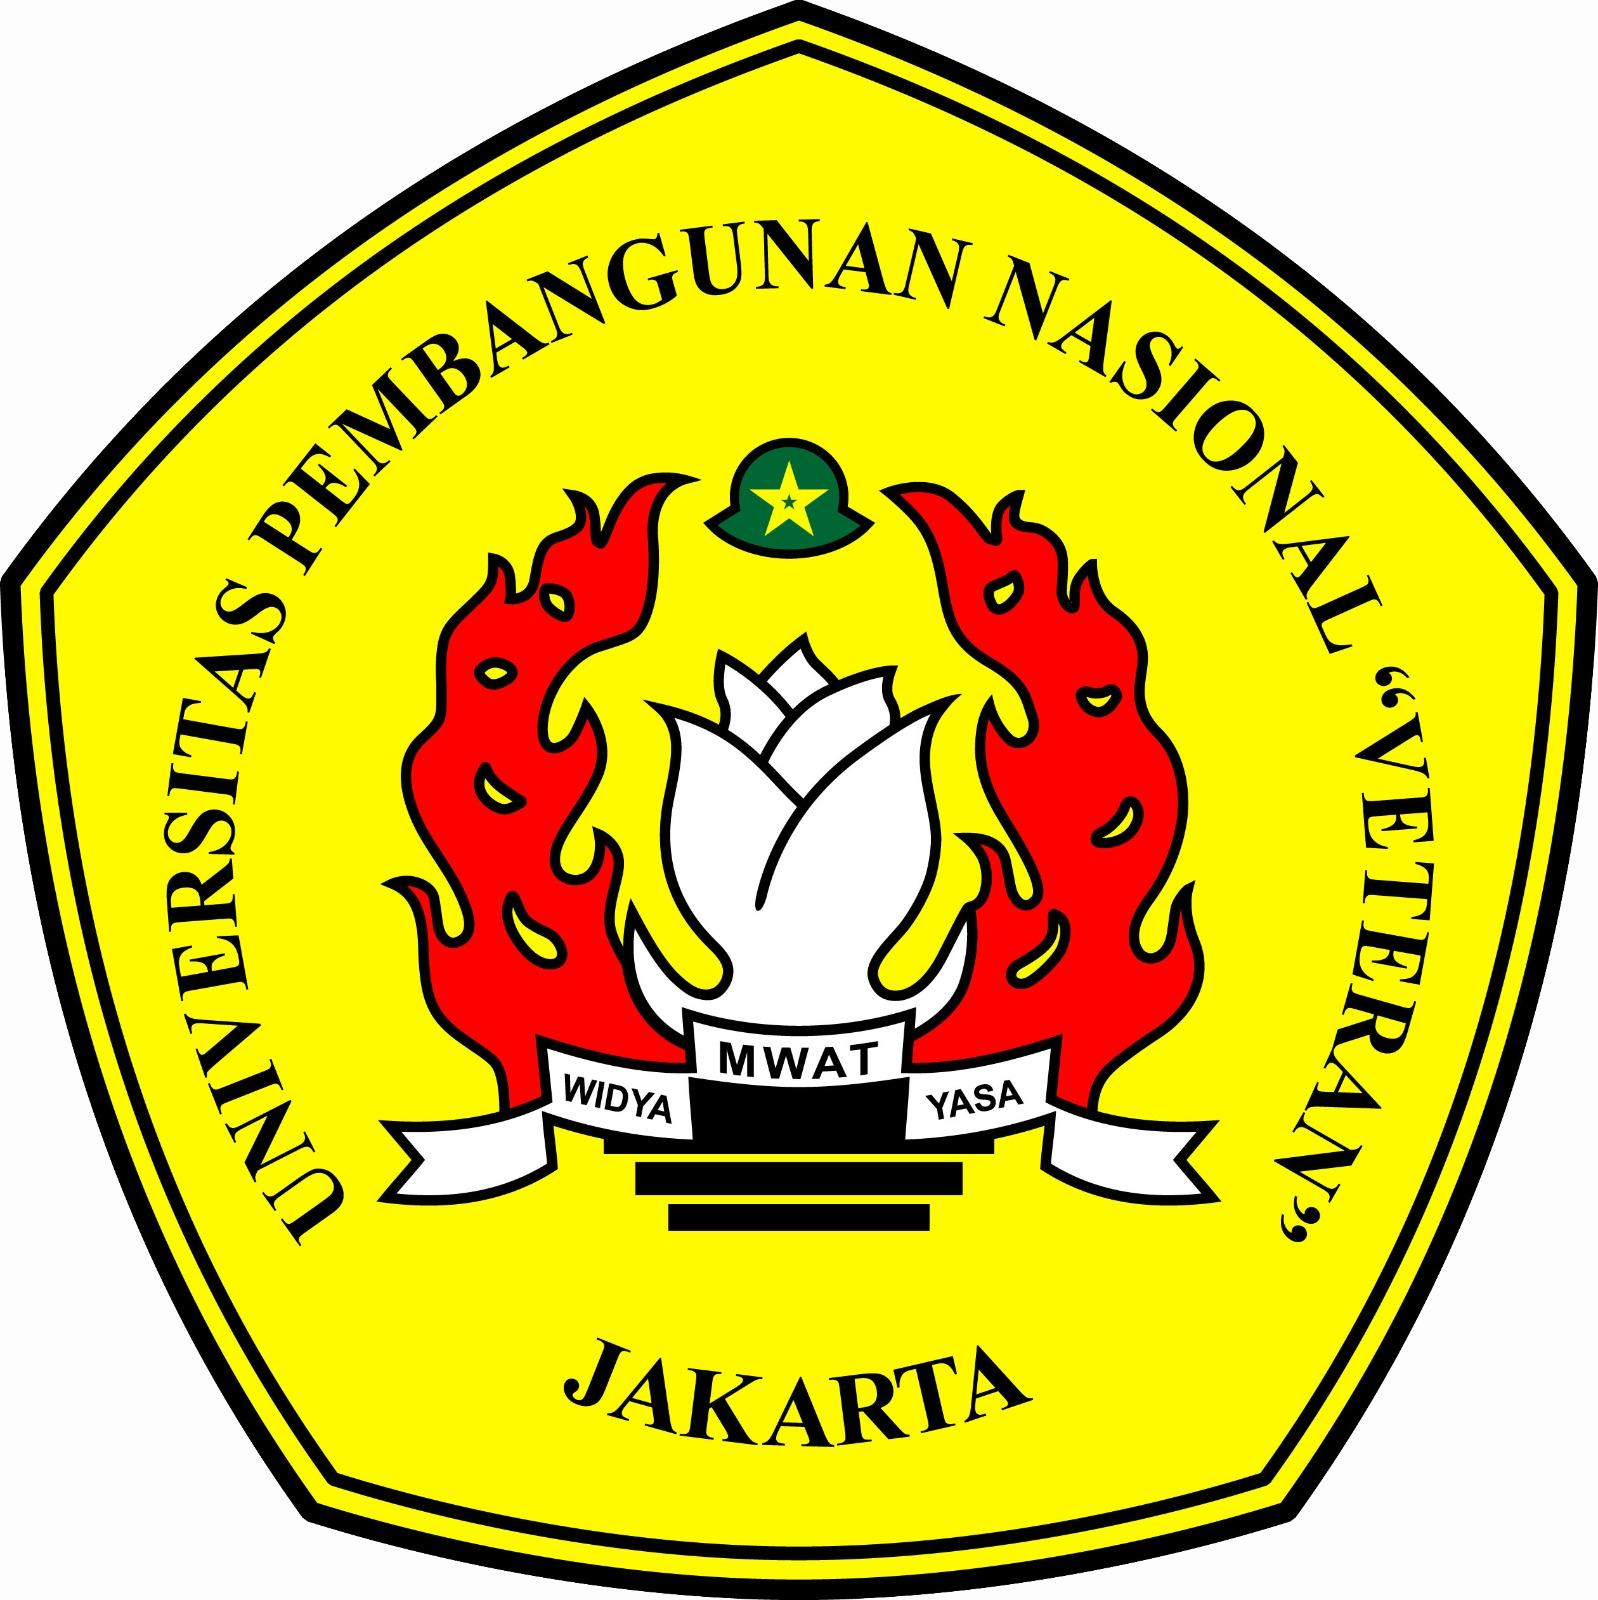 UNIVERSITAS PEMBANGUNAN NASIONAL “VETERAN”
WIDYA MWAT YASA
JAKARTA